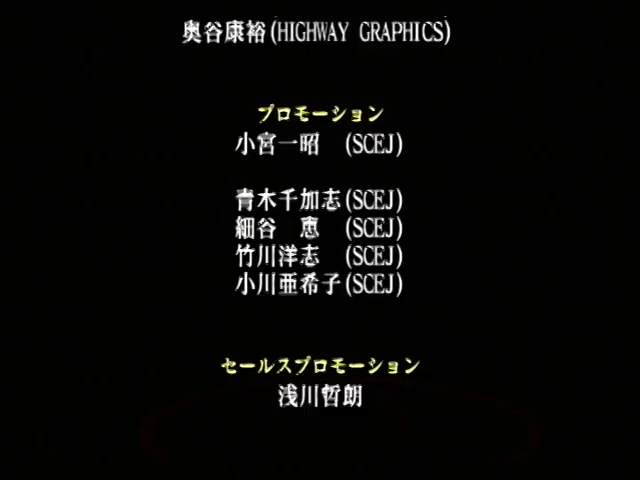 奥谷康裕(HIGHWAY GRAPHICS)
プロモーション
小宮一昭　(SCEJ)
青木千加志(SCEJ)
細谷　恵　(SCEJ)
竹川洋志　(SCEJ)
小川亜希子(SCEJ)
セールスプロモーション
浅川哲朗